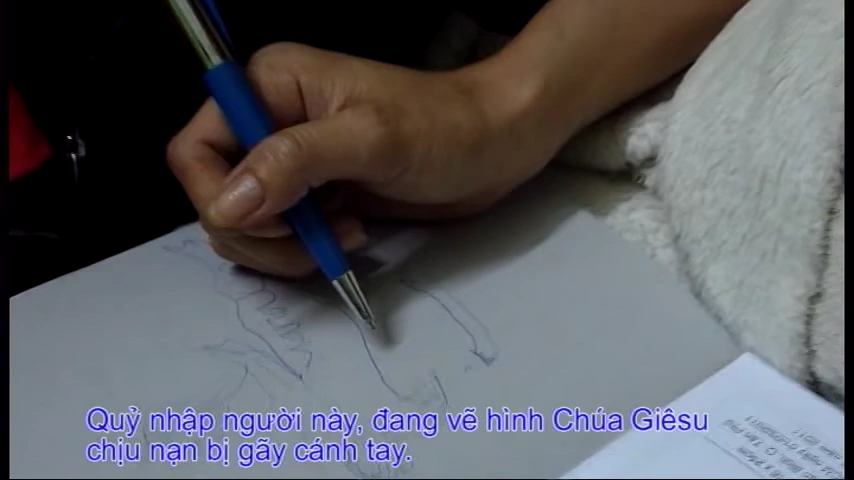 Quỷ nhập người này, đang vẽ hình Chúa Giêsu
chịu nạn bị gãy cánh tay.